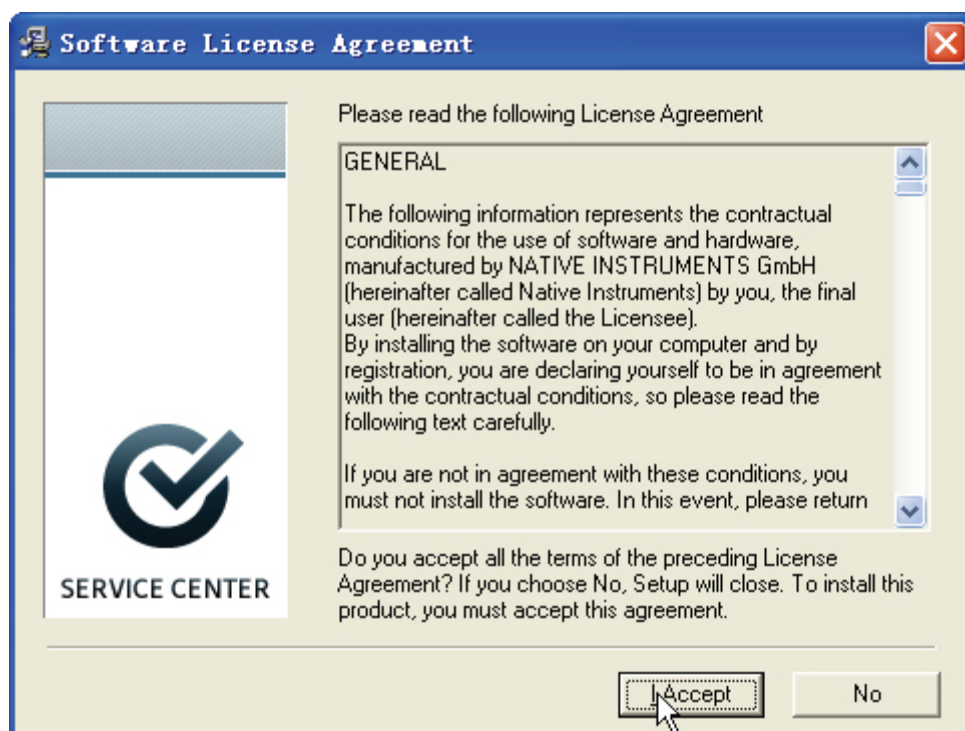 Software License Agreement
Please read the following License Agreement
GENERAL
The following information represents the contractual
conditions for the use of software and hardware,
manufactured by NATIVE INSTRUMENTS GmbH
(hereinafter called Native Instruments) by you, the final
user (hereinafter called the Licensee).
By installing the software on your computer and by
registration, you are declaring yourself to be in agreement
with the contractual conditions, so please read the
following text carefully.
If you are not in agreement with these conditions, you
must not install the software. In this event, please return
SERVICE CENTER
Do you accept all the terms of the preceding License
Agreement? If you choose No, Setup will close. To install this
product, you must accept this agreement.
I Accept
No